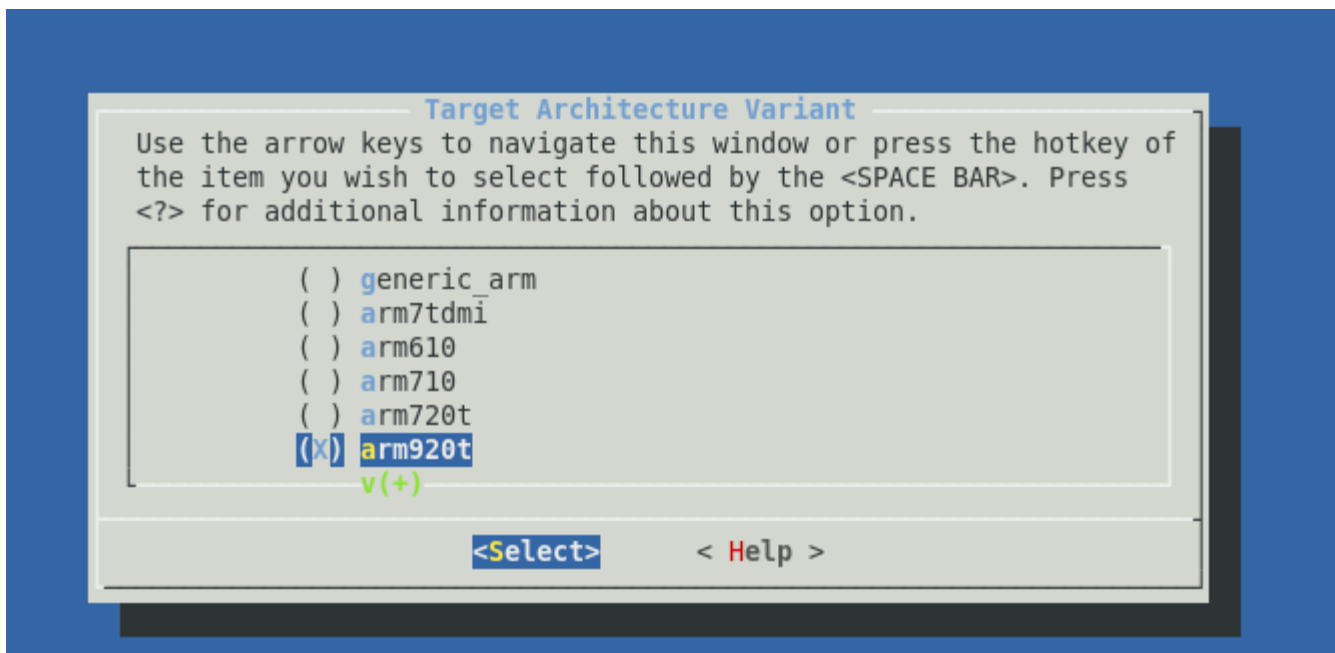 Target Architecture Variant
Use the arrow keys to navigate this window or press the hotkey of
the item you wish to select followed by the <SPACE BAR>. Press
<?> for additional information about this option.
( ) generic_arm
( ) arm7tdmi
( ) arm610
( ) arm710
( ) arm720t
(X) arm920t
v(+)
<Select> < Help >